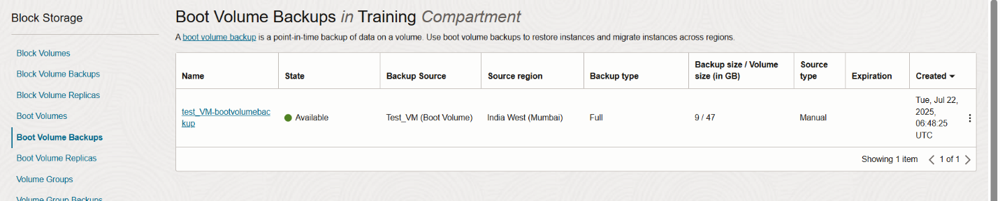 Block Storage
Block Volumes
Block Volume Backups
Block Volume Replicas
Boot Volumes
Boot Volume Backups
Boot Volume Replicas
Volume Groups
Volume Group Backups
Boot Volume Backups in Training Compartment
A boot volume backup is a point-in-time backup of data on a volume. Use boot volume backups to restore instances and migrate instances across regions.
Name State Backup Source Source region Backup type Backup size / Volume size (in GB) Source type Expiration Created
test_VM-bootvolumebac
kup
Available
Test_VM (Boot Volume)
India West (Mumbai)
Full
9 / 47
Manual
Tue, Jul 22,
2025,
06:48:25
UTC
Showing 1 item
1 of 1